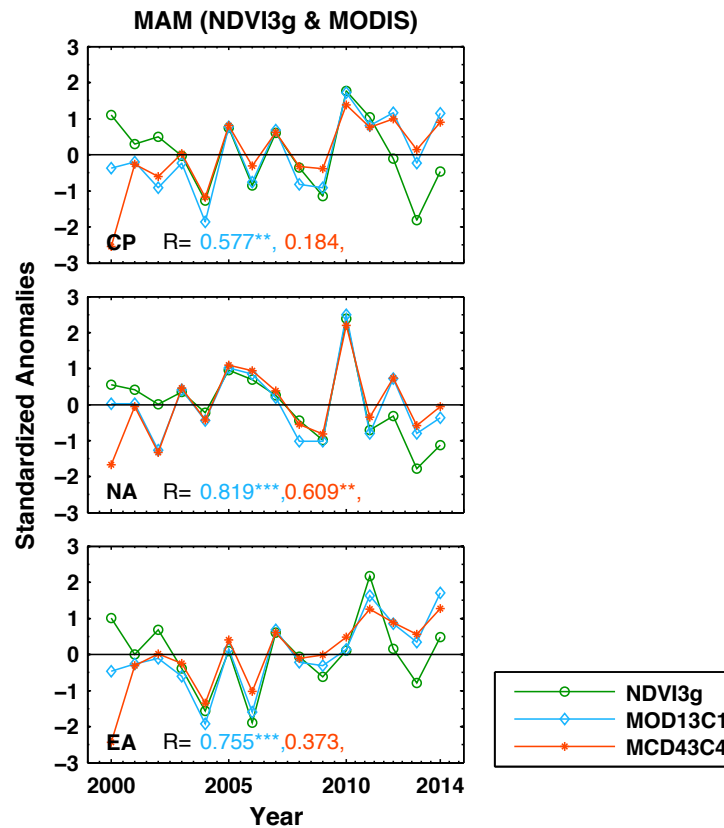 MAM (NDVI3g & MODIS)
Standardized Anomalies
3
2
1
0
−1
−2
−3
CP R= 0.577**, 0.184,
3
2
1
0
−1
−2
−3
NA R= 0.819***,0.609**,
3
2
1
0
−1
−2
−3
EA R= 0.755***,0.373,
2000 2005 2010 2014
Year
NDVI3g
MOD13C1
MCD43C4